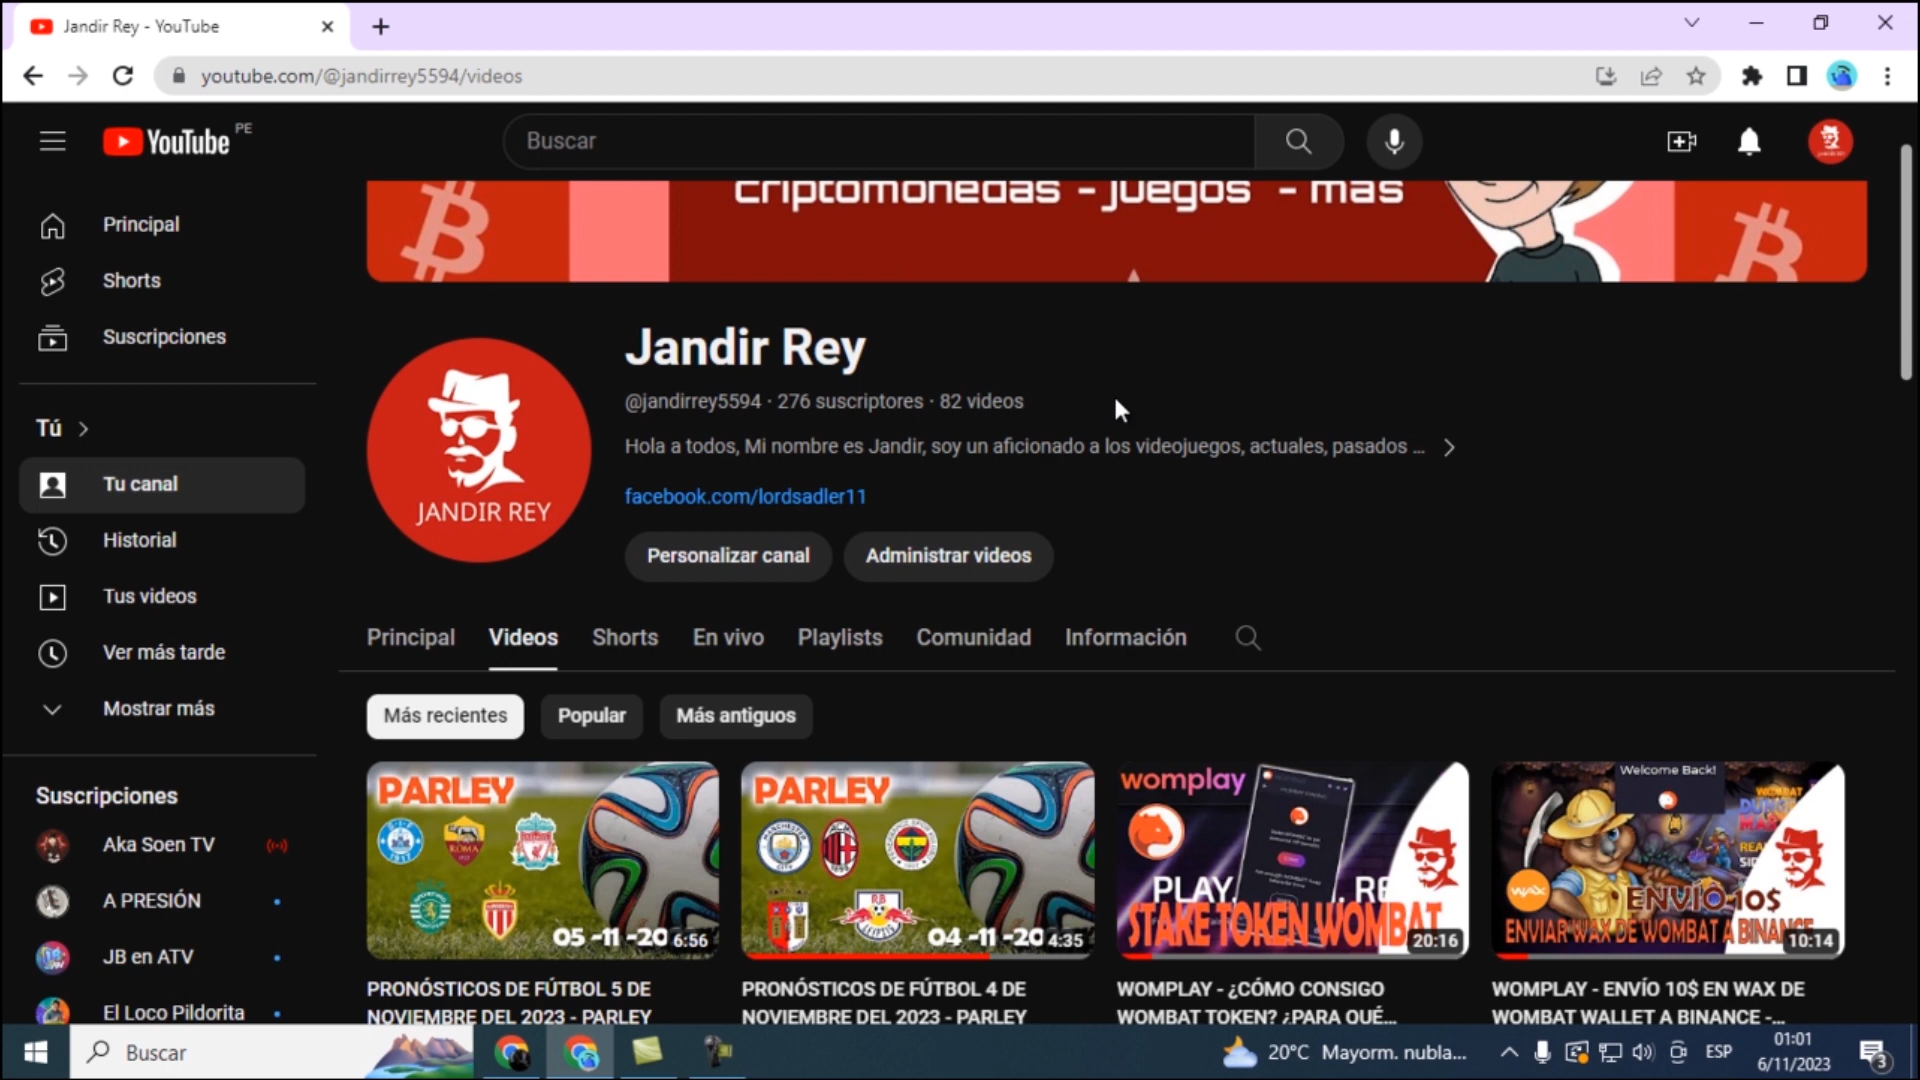 Jandir Rey - YouTube
youtube.com/@jandirrey5594/videos
YouTube PE
Buscar
criptomonedas - juegos - mas
Principal
Shorts
Suscripciones
Tú
Tu canal
Historial
Tus videos
Ver más tarde
Mostrar más
Suscripciones
Aka Soen TV
A PRESIÓN
JB en ATV
El Loco Pildorita
JANDIR REY
Jandir Rey
@jandirrey5594 · 276 suscriptores · 82 videos
Hola a todos, Mi nombre es Jandir, soy un aficionado a los videojuegos, actuales, pasados ...
facebook.com/lordsadler11
Personalizar canal
Administrar videos
Principal Videos Shorts En vivo Playlists Comunidad Información
Más recientes Popular Más antiguos
PARLEY
ROMA
05 -11 -20 6:56
PRONÓSTICOS DE FÚTBOL 5 DE
NOVIEMBRE DEL 2023 - PARLEY
PARLEY
04 -11 -20 4:35
PRONÓSTICOS DE FÚTBOL 4 DE
NOVIEMBRE DEL 2023 - PARLEY
womplay
PLAY
STAKE TOKEN WOMBAT
20:16
WOMPLAY - ¿CÓMO CONSIGO
WOMBAT TOKEN? ¿PARA QUÉ...
Welcome Back!
WOMBAT
wax
ENVÍO 10$
ENVIAR WAX DE WOMBAT A BINANCE
10:14
WOMPLAY - ENVÍO 10$ EN WAX DE
WOMBAT WALLET A BINANCE -...
Buscar
20°C Mayorm. nubla...
ESP
01:01
6/11/2023
3